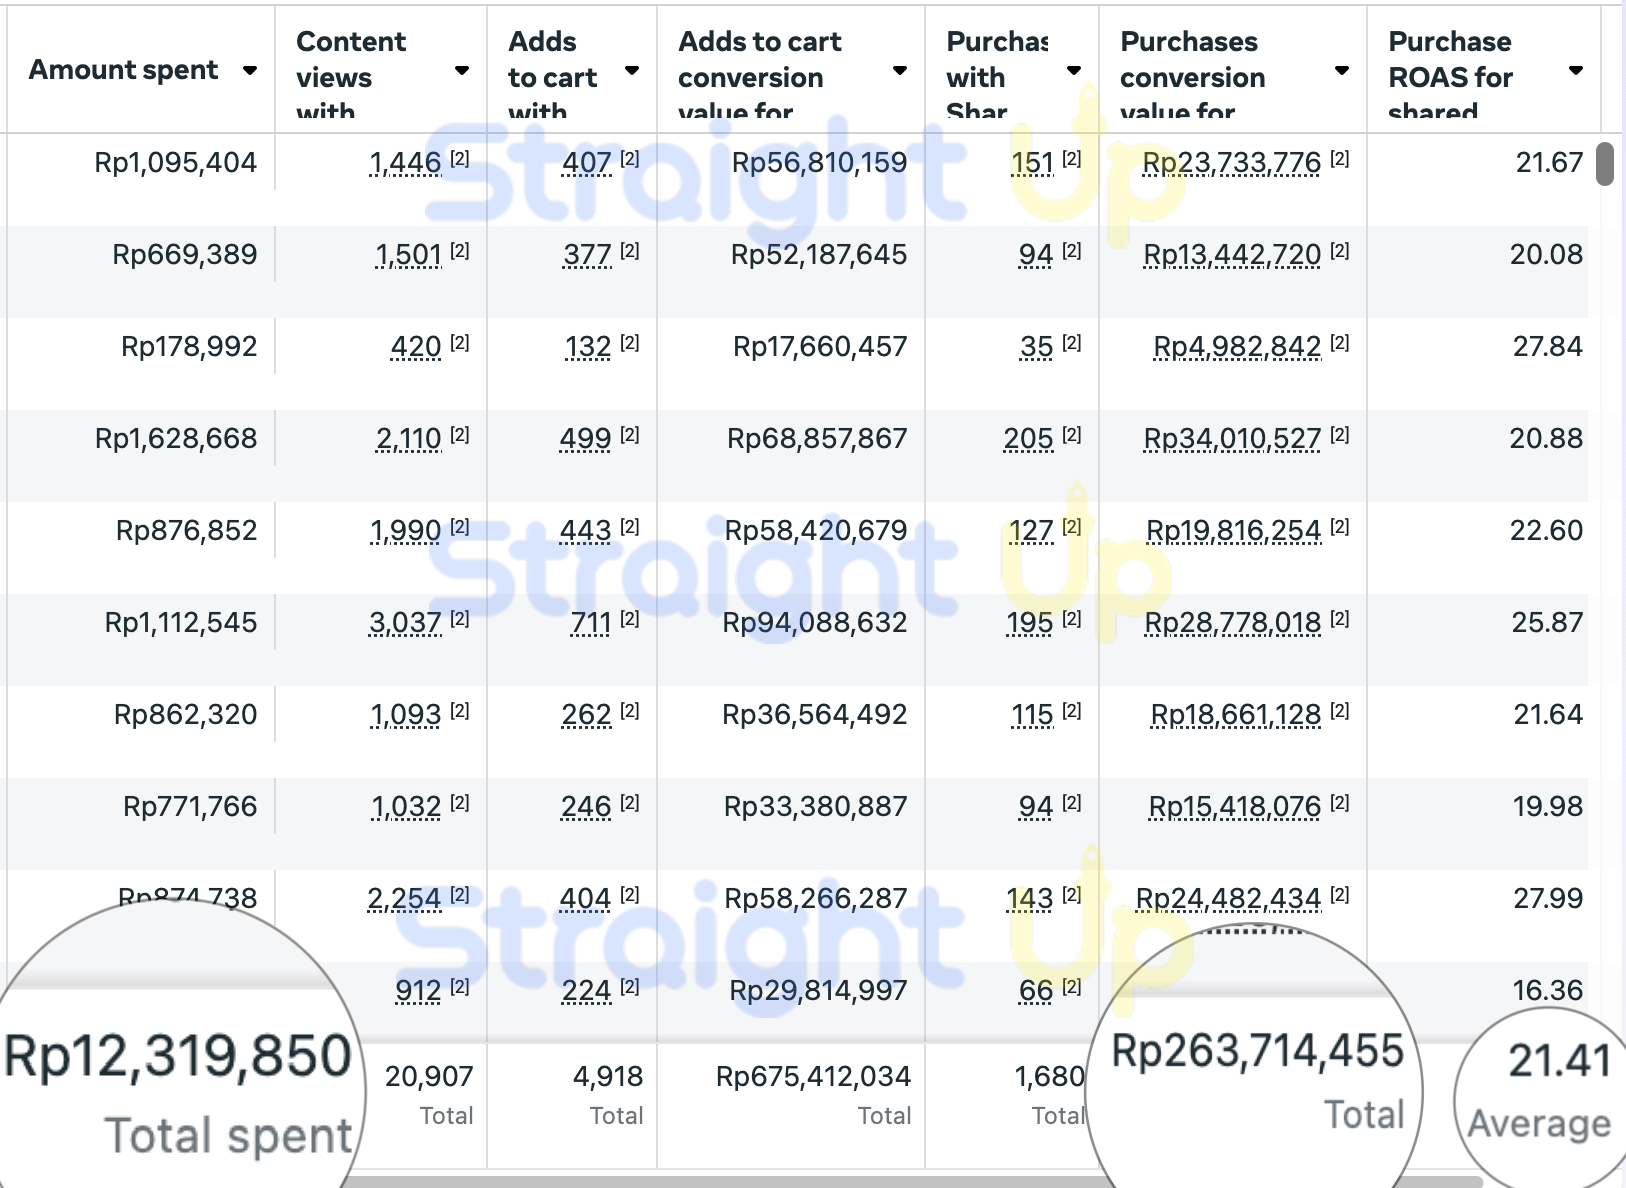 Amount spent
Content views with
Adds to cart with
Adds to cart conversion value for
Purchas with Shar
Purchases conversion value for
Purchase ROAS for shared
Rp1,095,404 1,446 [2] 407 [2] Rp56,810,159 151 [2] Rp23,733,776 [2] 21.67
Rp669,389 1,501 [2] 377 [2] Rp52,187,645 94 [2] Rp13,442,720 [2] 20.08
Rp178,992 420 [2] 132 [2] Rp17,660,457 35 [2] Rp4,982,842 [2] 27.84
Rp1,628,668 2,110 [2] 499 [2] Rp68,857,867 205 [2] Rp34,010,527 [2] 20.88
Rp876,852 1,990 [2] 443 [2] Rp58,420,679 127 [2] Rp19,816,254 [2] 22.60
Rp1,112,545 3,037 [2] 711 [2] Rp94,088,632 195 [2] Rp28,778,018 [2] 25.87
Rp862,320 1,093 [2] 262 [2] Rp36,564,492 115 [2] Rp18,661,128 [2] 21.64
Rp771,766 1,032 [2] 246 [2] Rp33,380,887 94 [2] Rp15,418,076 [2] 19.98
Rp874,738 2,254 [2] 404 [2] Rp58,266,287 143 [2] Rp24,482,434 [2] 27.99
912 [2] 224 [2] Rp29,814,997 66 [2] 16.36
Rp12,319,850 20,907 4,918 Rp675,412,034 1,680 Rp263,714,455 21.41
Total spent Total Total Total Total Total Average
Straight Up
Straight Up
Straight Up